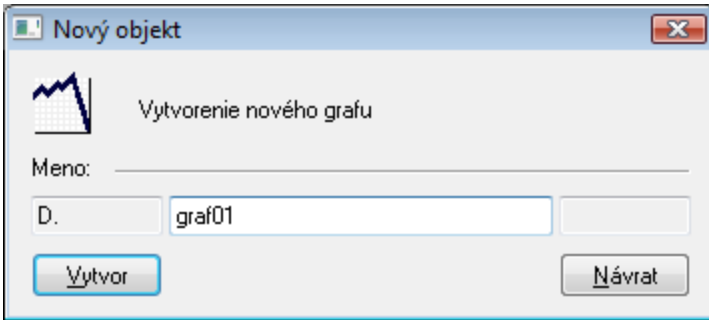 Nový objekt
Vytvorenie nového grafu
Meno:
D. graf01
Vytvor Návrat